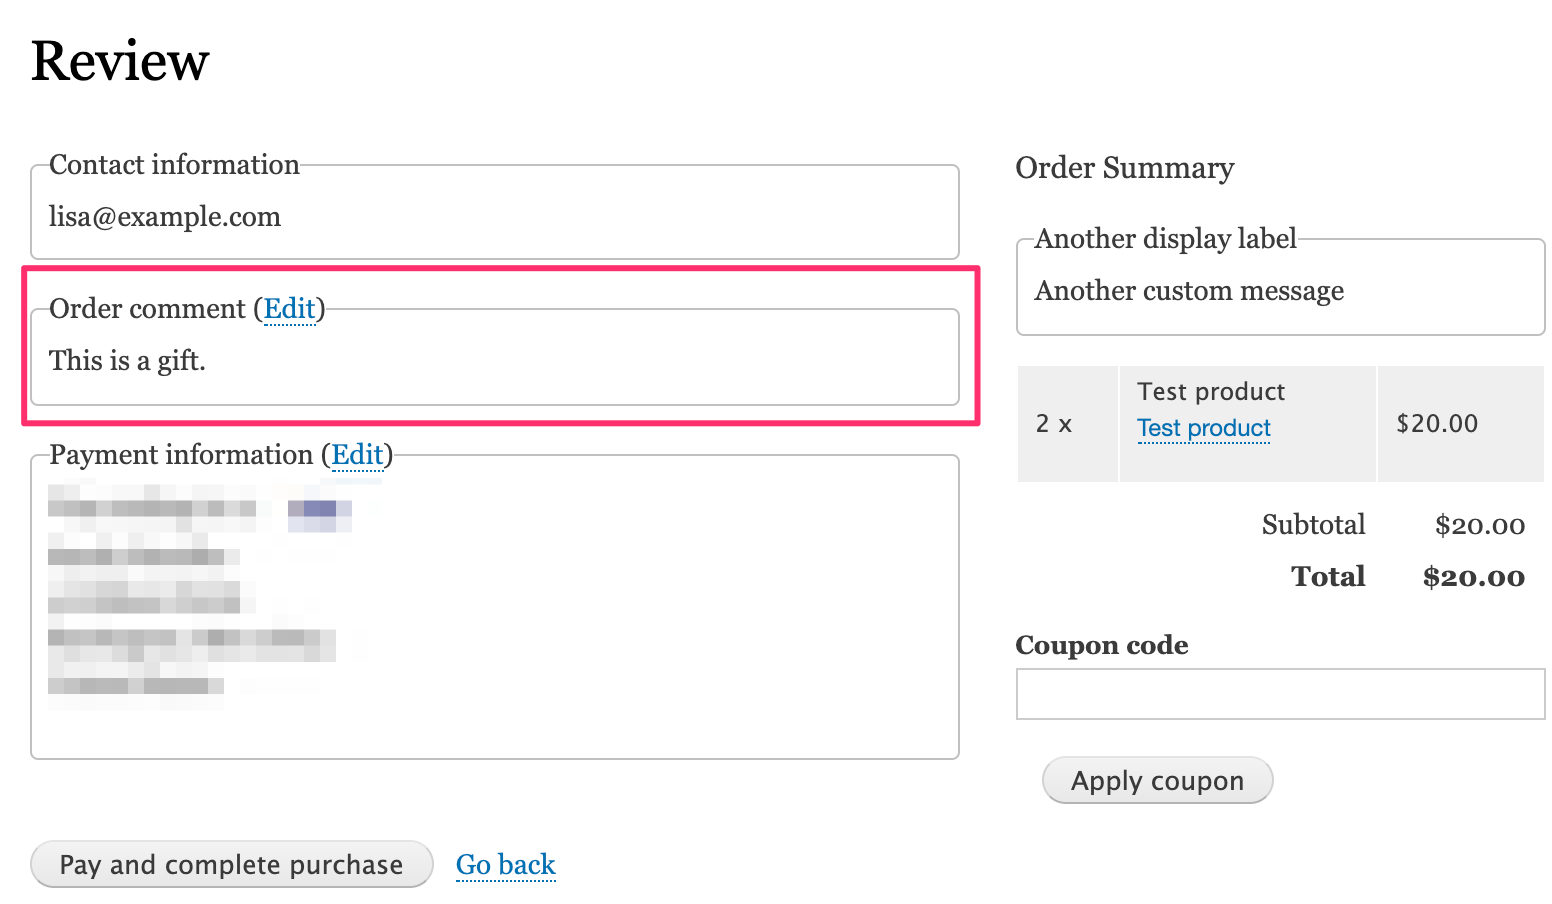 Review
Contact information
lisa@example.com
Order comment (Edit)
This is a gift.
Payment information (Edit)
Pay and complete purchase
Go back
Order Summary
Another display label
Another custom message
2 x
Test product
Test product
$20.00
Subtotal $20.00
Total $20.00
Coupon code
Apply coupon